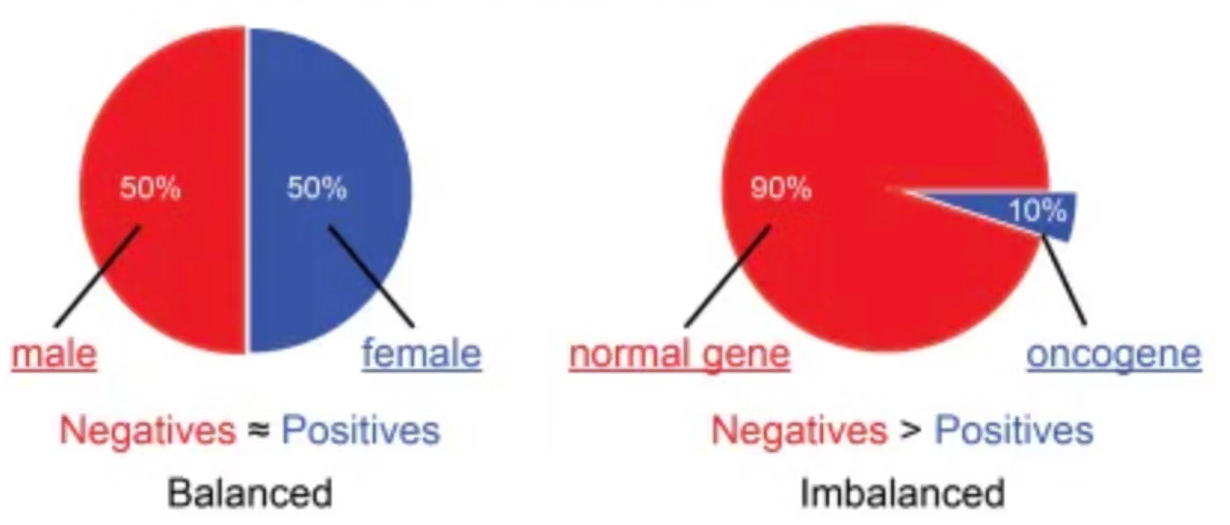 50%
50%
male
female
Negatives ≈ Positives
Balanced
90%
10%
normal gene
oncogene
Negatives > Positives
Imbalanced